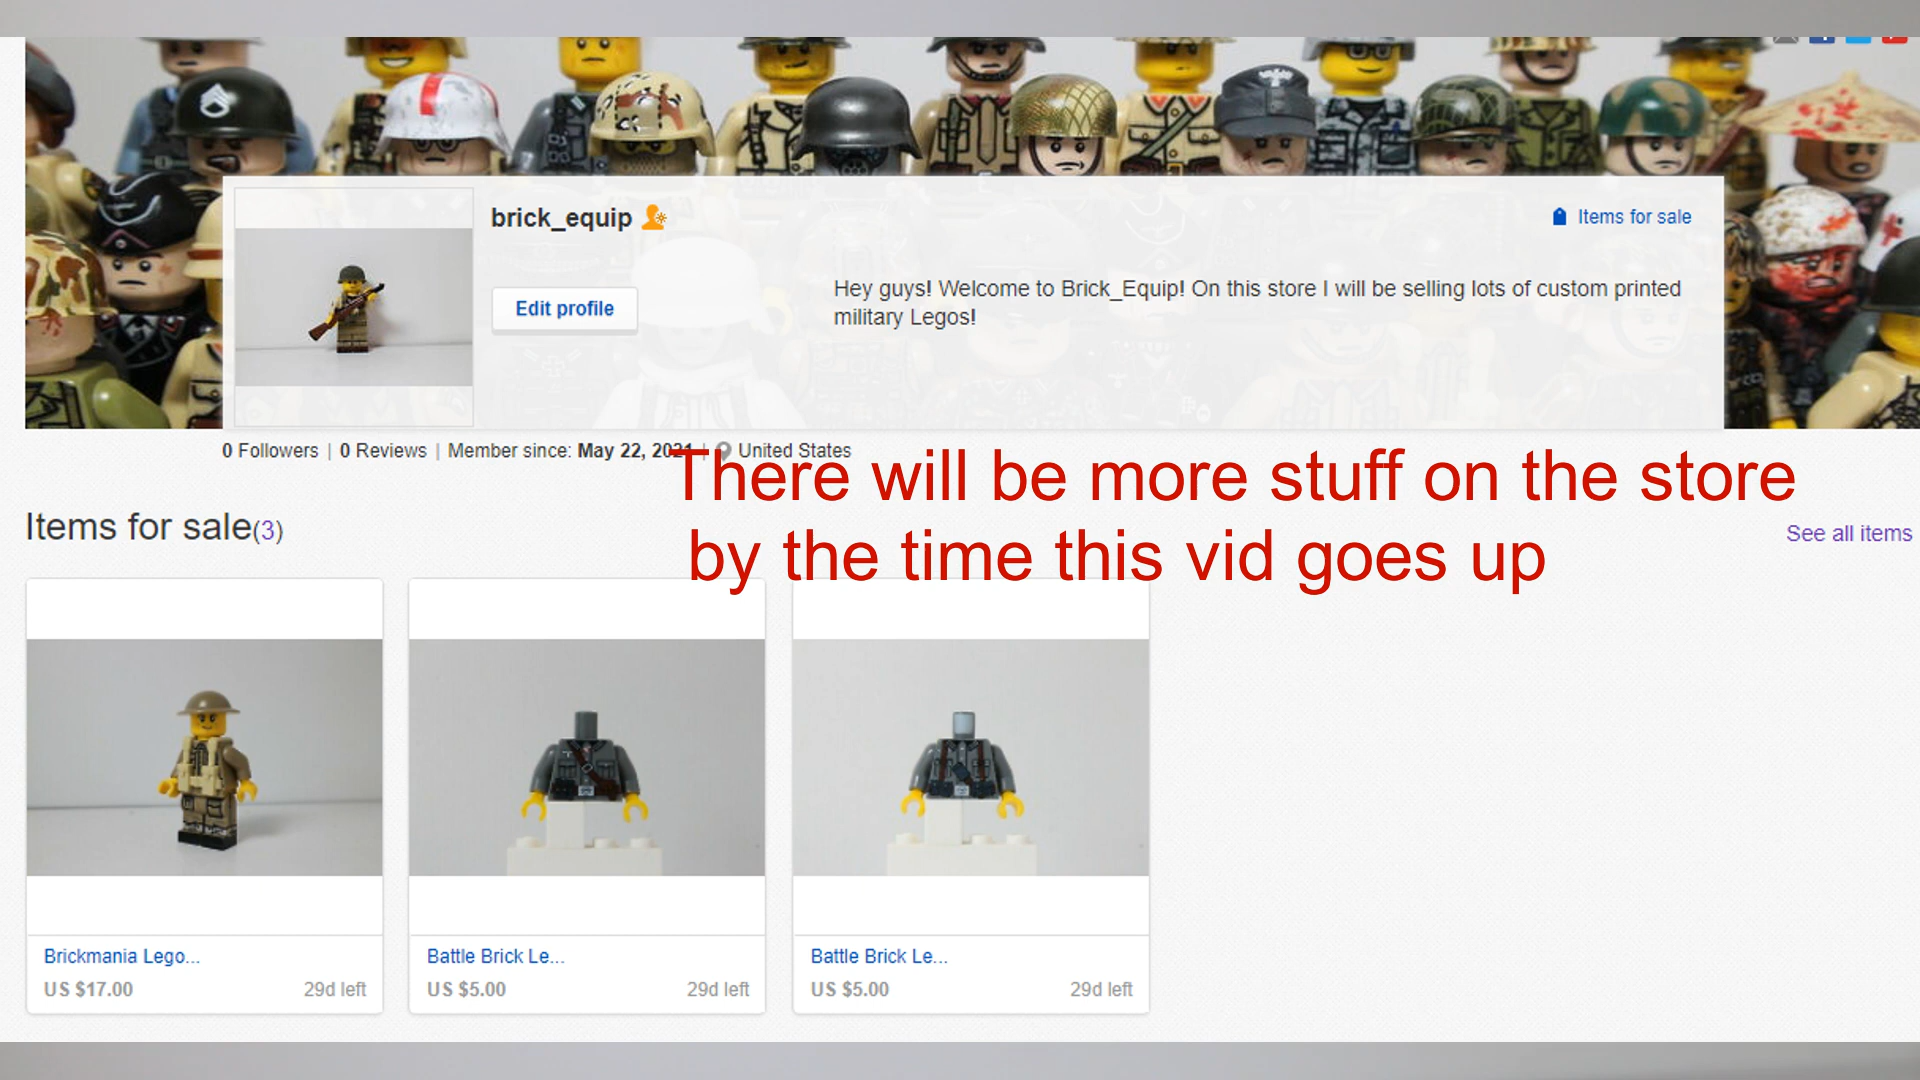 brick_equip
Items for sale
Edit profile
Hey guys! Welcome to Brick_Equip! On this store I will be selling lots of custom printed
military Legos!
0 Followers | 0 Reviews | Member since: May 22, 2021 | United States
There will be more stuff on the store
by the time this vid goes up
Items for sale(3)
See all items
Brickmania Lego...
US $17.00 29d left
Battle Brick Le...
US $5.00 29d left
Battle Brick Le...
US $5.00 29d left